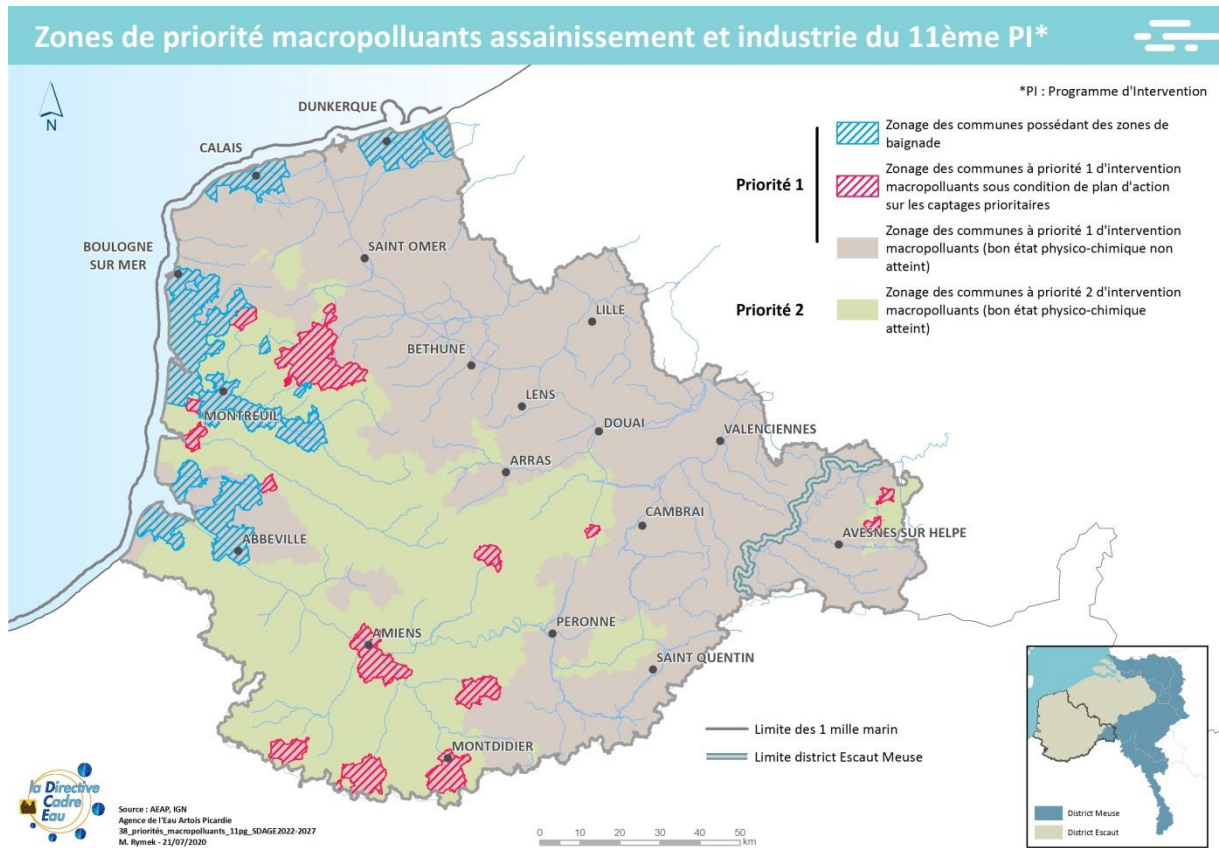 Zones de priorité macropolluants assainissement et industrie du 11ème PI*
*PI : Programme d'Intervention
N
DUNKERQUE
CALAIS
BOULOGNE
SUR MER
SAINT OMER
LILLE
BETHUNE
LENS
MONTREUIL
DOUAI
VALENCIENNES
ARRAS
CAMBRAI
AVESNES SUR HELPE
ABBEVILLE
PERONNE
AMIENS
SAINT QUENTIN
MONTDIDIER
Priorité 1
Zonage des communes possédant des zones de
baignade
Zonage des communes à priorité 1 d'intervention
macropolluants sous condition de plan d'action
sur les captages prioritaires
Zonage des communes à priorité 1 d'intervention
macropolluants (bon état physico-chimique non
atteint)
Priorité 2
Zonage des communes à priorité 2 d'intervention
macropolluants (bon état physico-chimique
atteint)
Limite des 1 mille marin
Limite district Escaut Meuse
District Meuse
District Escaut
la Directive
Cadre
Eau
Source : AEAP, IGN
Agence de l'Eau Artois Picardie
38_priorités_macropolluants_11pg_SDAGE2022-2027
M. Rymek - 21/07/2020
0 10 20 30 40 50
km